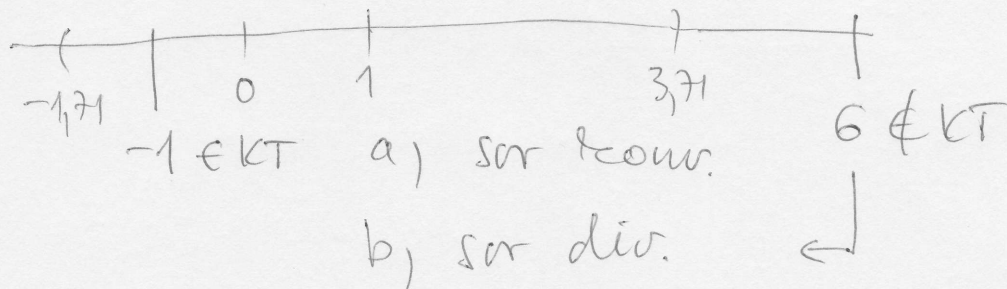 -1,71 0 1 3,71
-1 ∈ KT a) sor konv. 6 ∉ KT
b) sor div. ←